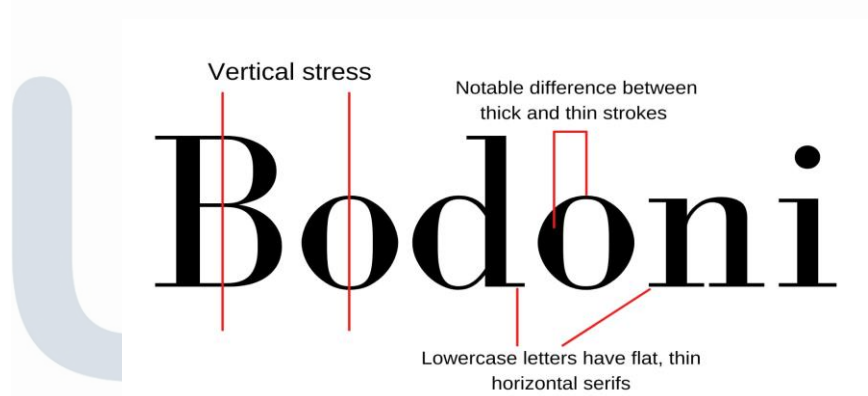 Vertical stress
Notable difference between
thick and thin strokes
Bodoni
Lowercase letters have flat, thin
horizontal serifs